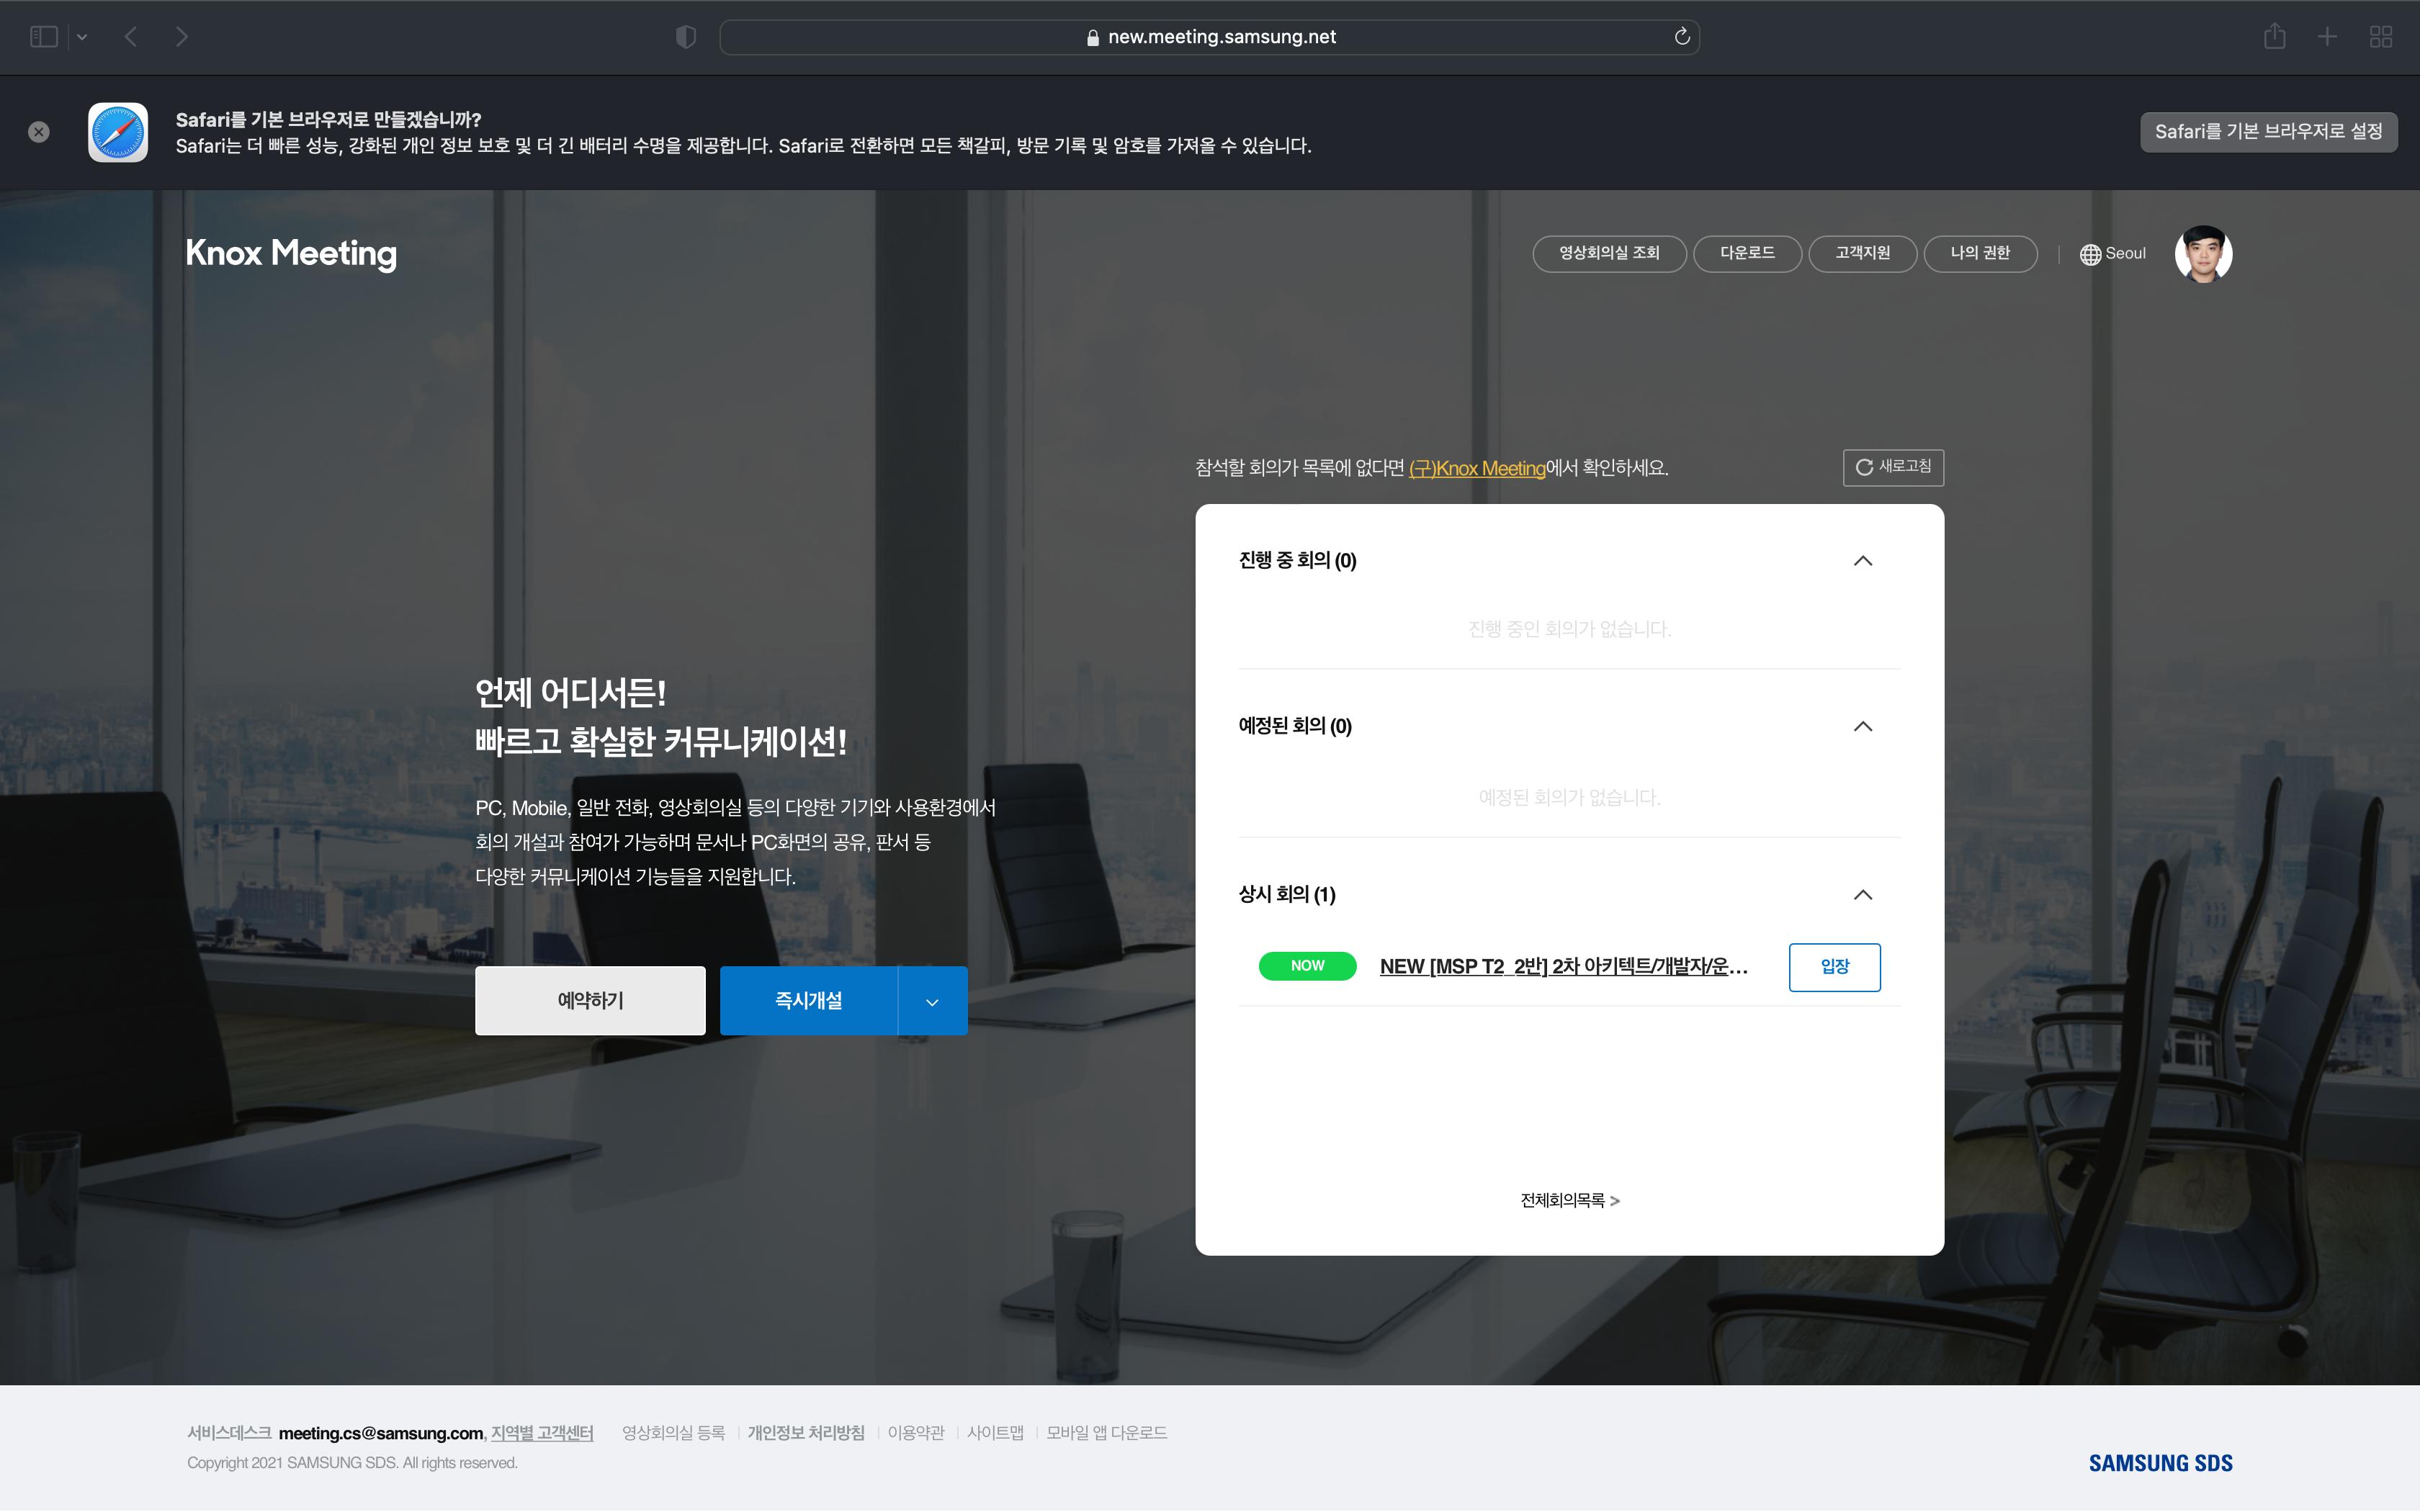 new.meeting.samsung.net
Safari를 기본 브라우저로 만들겠습니까?
Safari는 더 빠른 성능, 강화된 개인 정보 보호 및 더 긴 배터리 수명을 제공합니다. Safari로 전환하면 모든 책갈피, 방문 기록 및 암호를 가져올 수 있습니다.
Safari를 기본 브라우저로 설정
Knox Meeting
영상회의실 조회
다운로드
고객지원
나의 권한
Seoul
언제 어디서든!
빠르고 확실한 커뮤니케이션!
PC, Mobile, 일반 전화, 영상회의실 등의 다양한 기기와 사용환경에서
회의 개설과 참여가 가능하며 문서나 PC화면의 공유, 판서 등
다양한 커뮤니케이션 기능들을 지원합니다.
예약하기
즉시개설
참석할 회의가 목록에 없다면 (구)Knox Meeting에서 확인하세요.
새로고침
진행 중 회의 (0)
진행 중인 회의가 없습니다.
예정된 회의 (0)
예정된 회의가 없습니다.
상시 회의 (1)
NOW
NEW [MSP T2_2반] 2차 아키텍트/개발자/운...
입장
전체회의목록 >
서비스데스크 meeting.cs@samsung.com, 지역별 고객센터
영상회의실 등록 | 개인정보 처리방침 | 이용약관 | 사이트맵 | 모바일 앱 다운로드
Copyright 2021 SAMSUNG SDS. All rights reserved.
SAMSUNG SDS